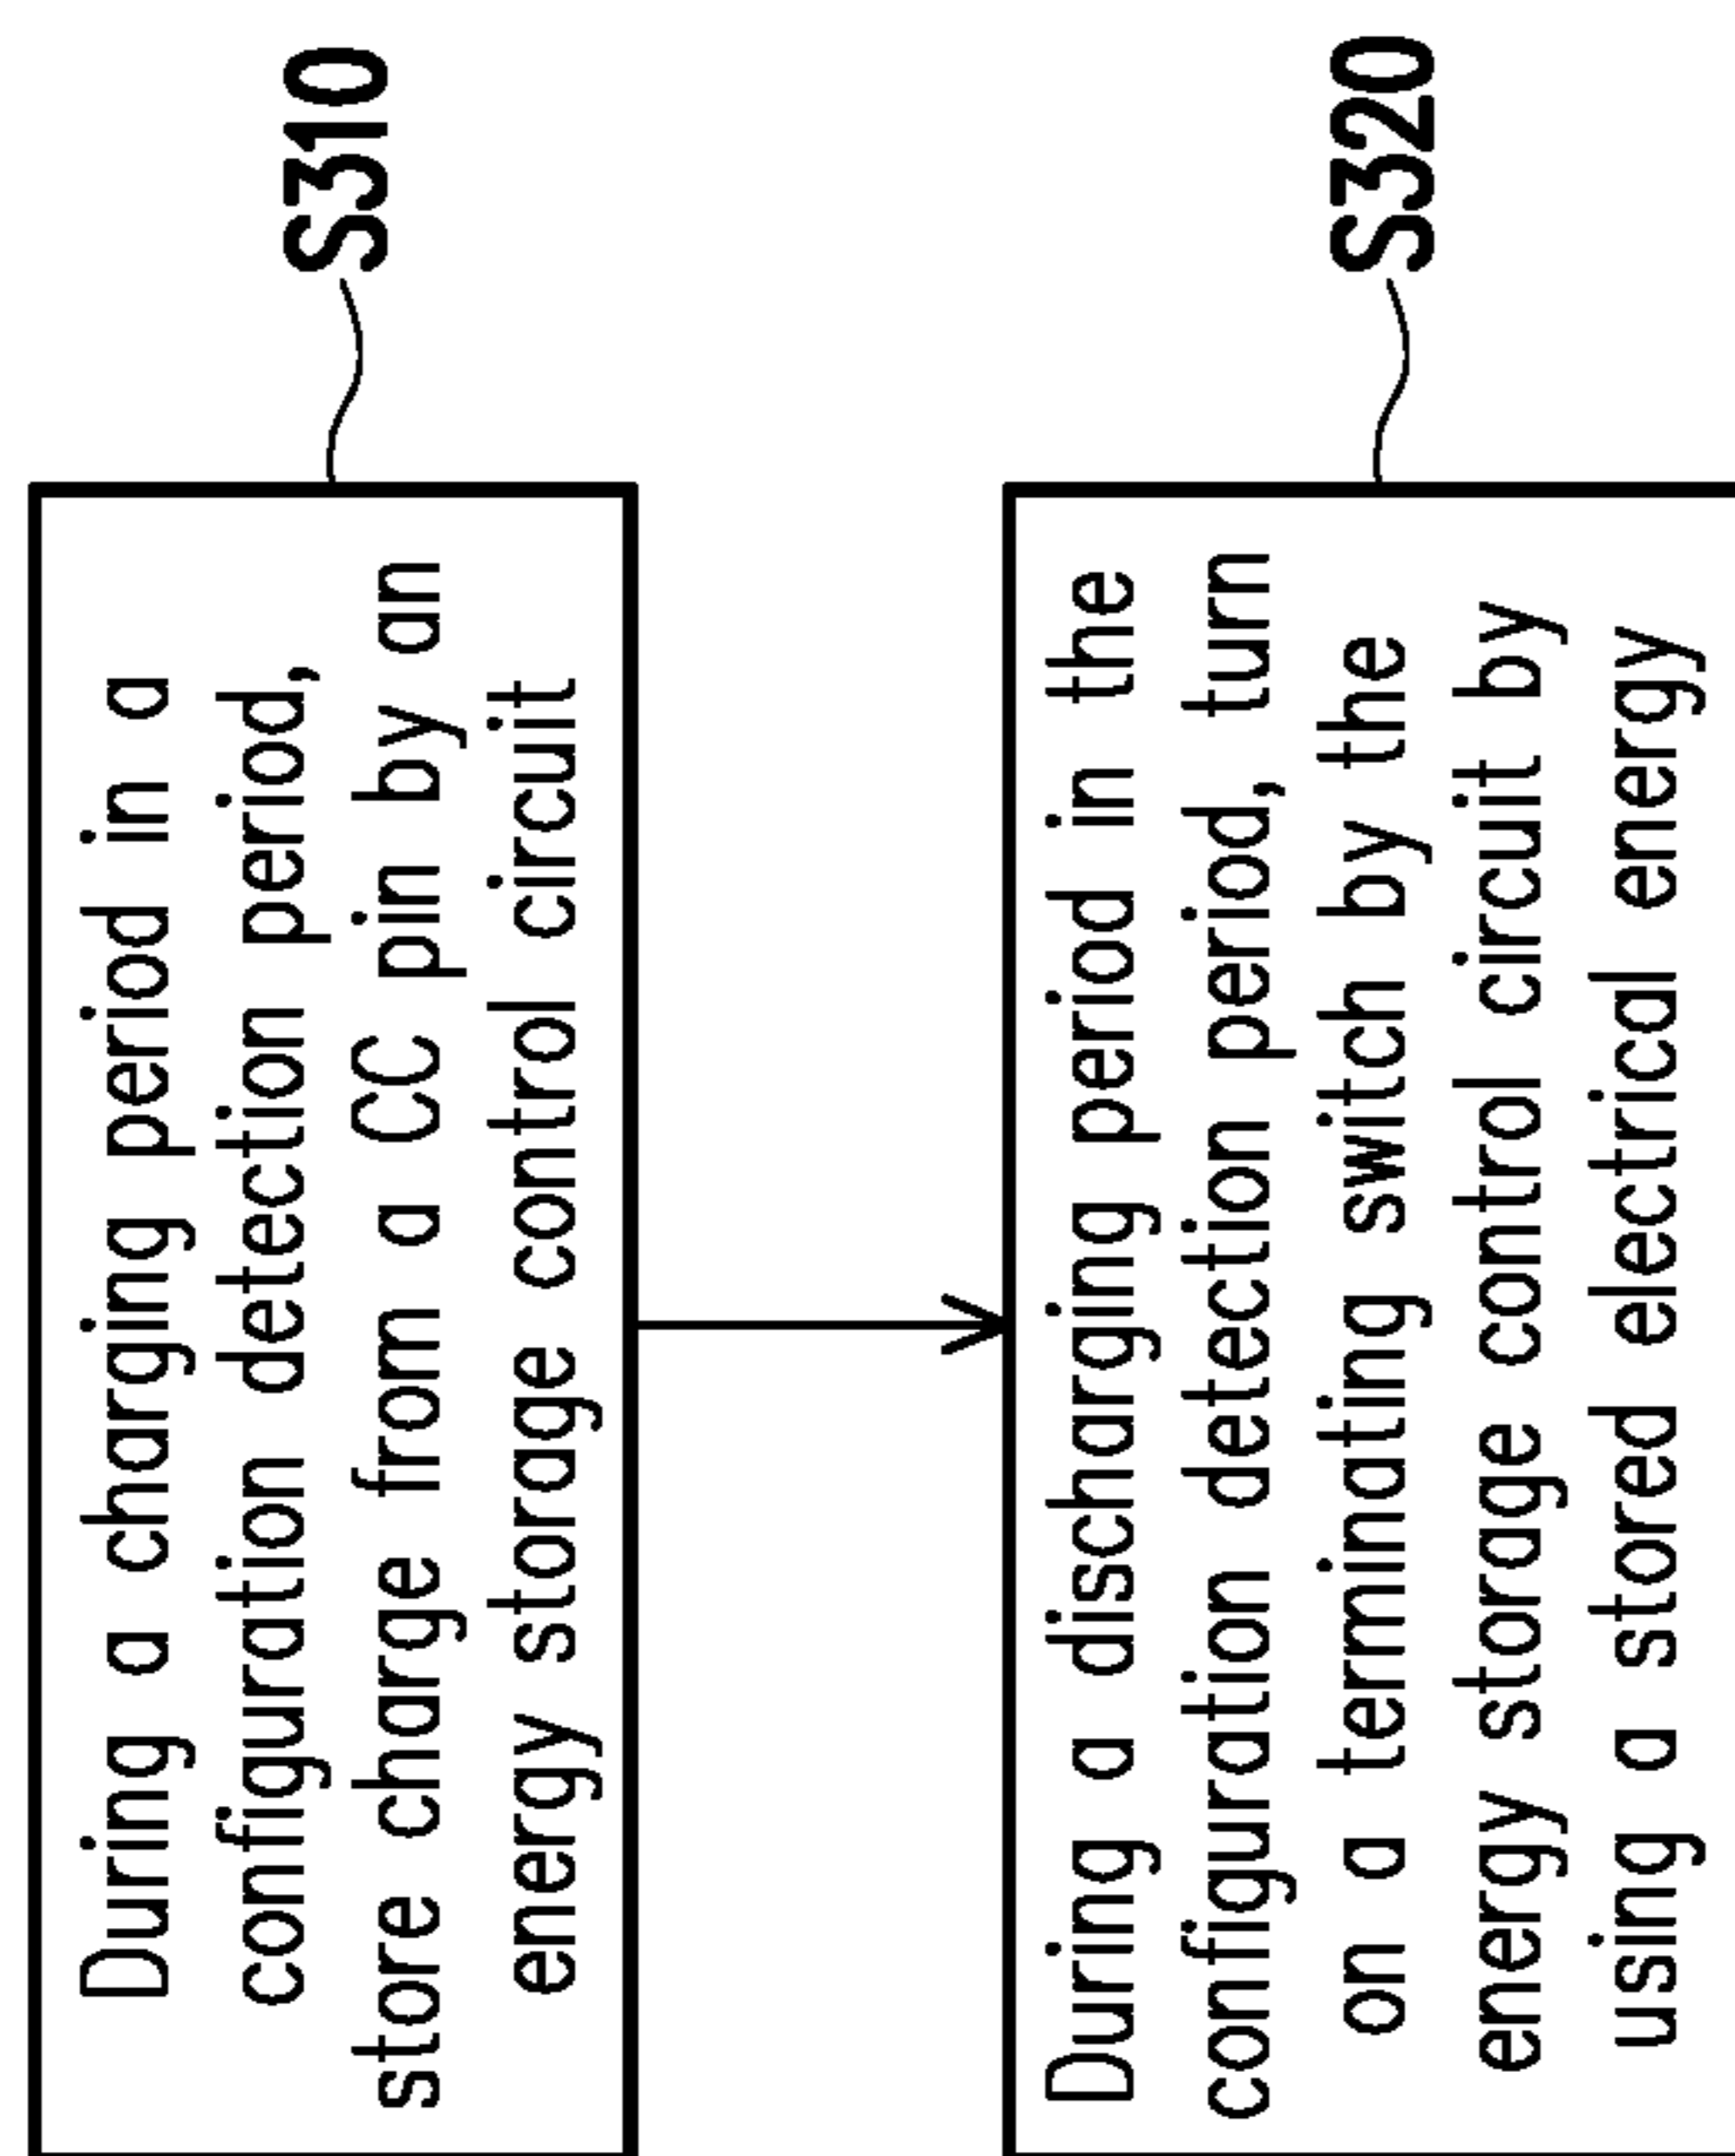 During a charging period in a
configuration detection period,
store charge from a CC pin by an
energy storage control circuit
S310
During a discharging period in the
configuration detection period, turn
on a terminating switch by the
energy storage control circuit by
using a stored electrical energy
S320